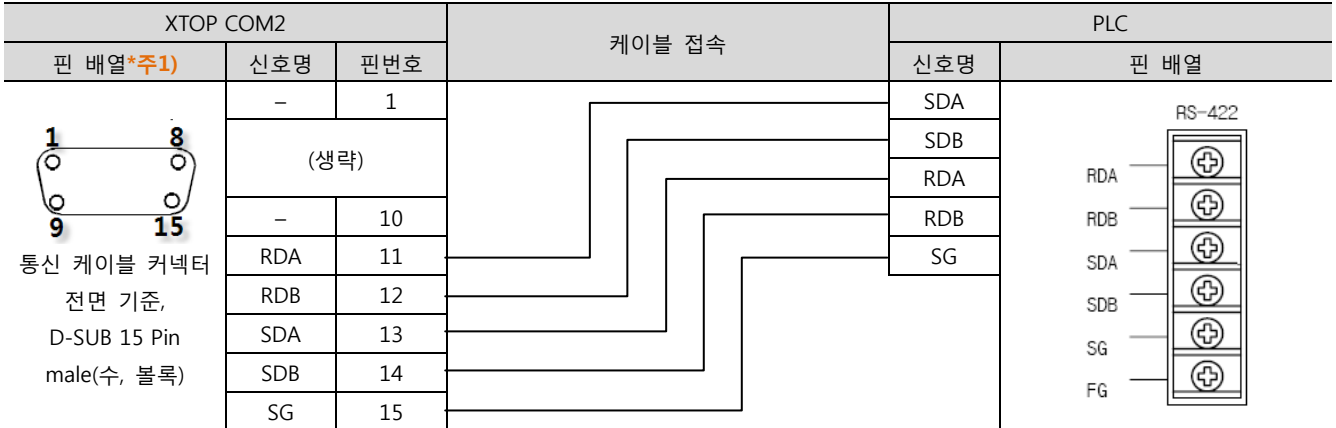 XTOP COM2 케이블 접속 PLC
핀 배열*주1) 신호명 핀번호 신호명 핀 배열
– 1 SDA
(생략) SDB
RDA
– 10 RDB
RDA 11 SG
RDB 12
SDA 13
SDB 14
SG 15
1 8
9 15
통신 케이블 커넥터
전면 기준,
D-SUB 15 Pin
male(수, 볼록)
RS-422
RDA
RDB
SDA
SDB
SG
FG